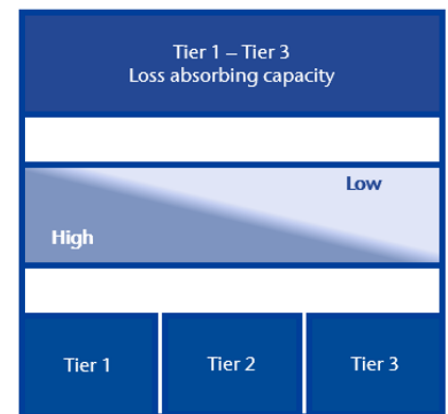 Tier 1 – Tier 3
Loss absorbing capacity
Low
High
Tier 1
Tier 2
Tier 3